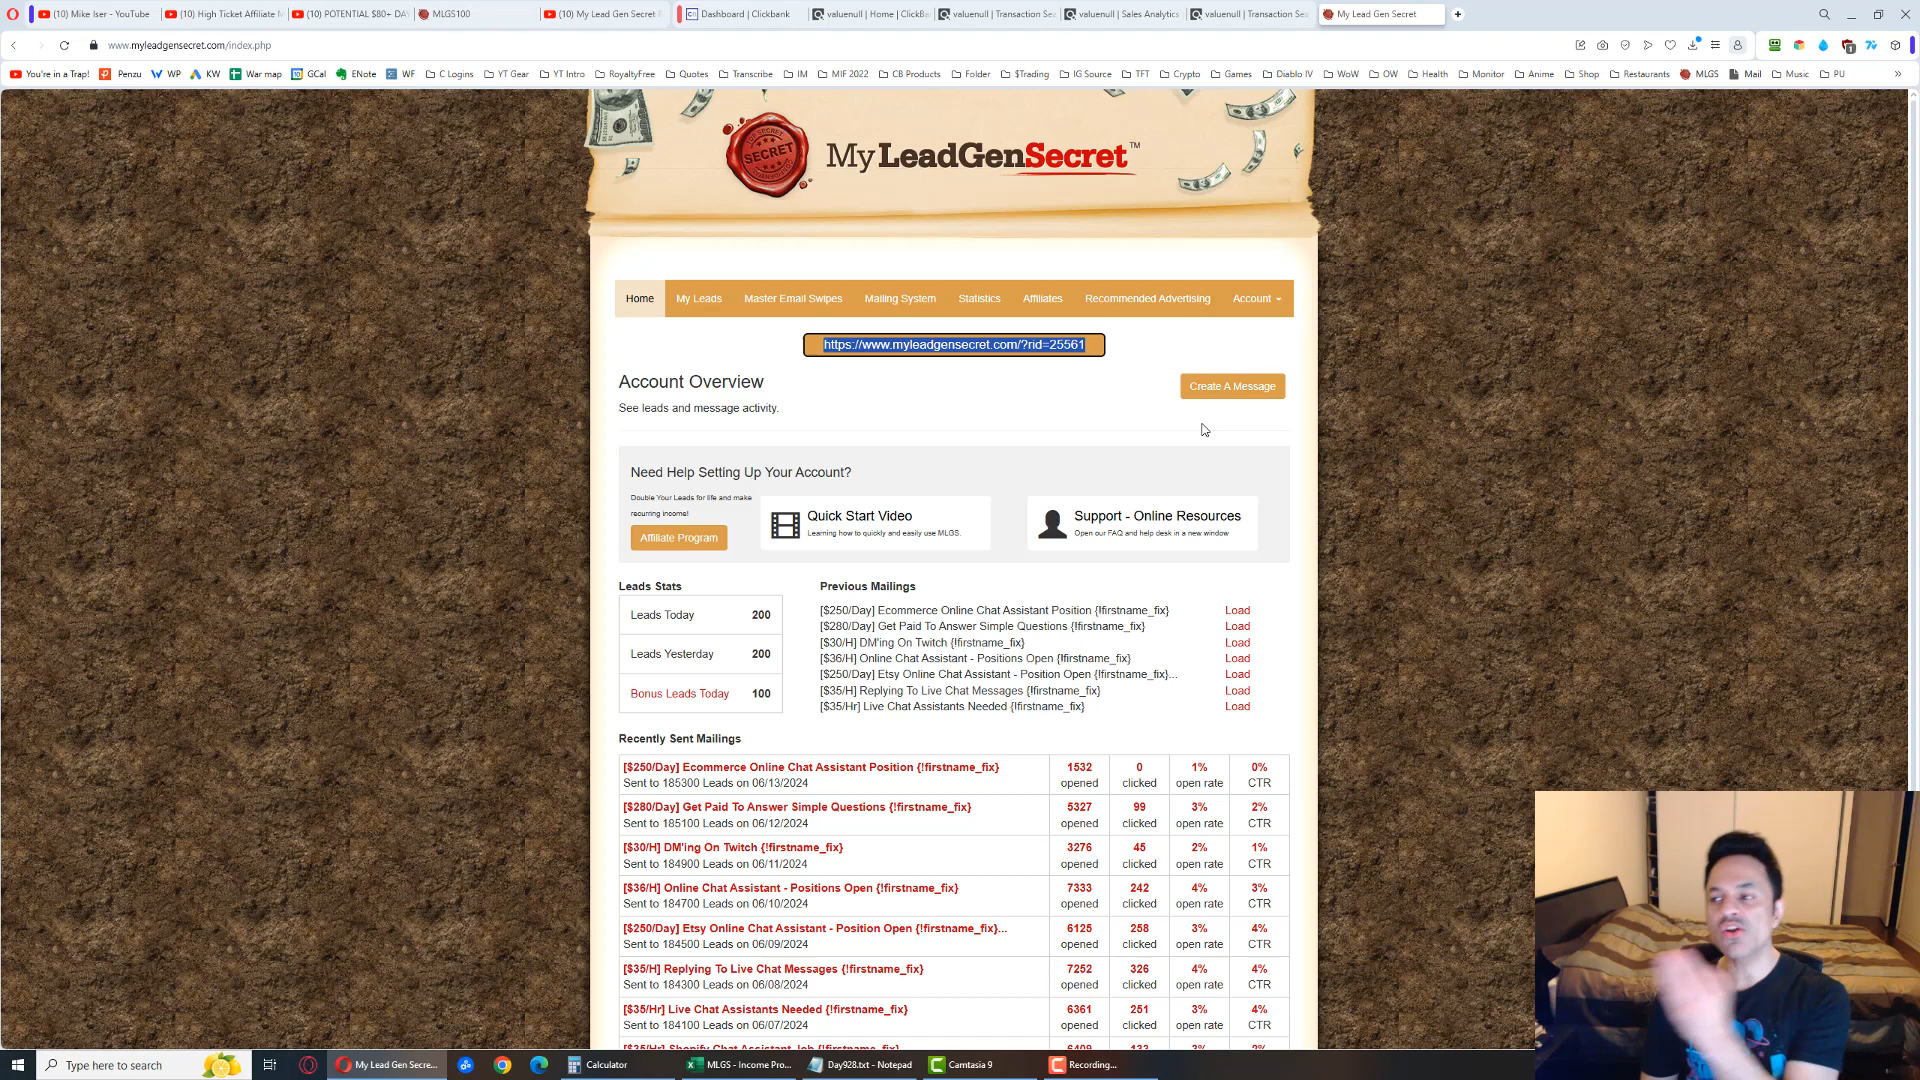 (10) Mike Iser - YouTube
(10) High Ticket Affiliate M
(10) POTENTIAL $80+ DA
MLGS100
(10) My Lead Gen Secret
Dashboard | Clickbank
valuenull | Home | ClickBa
valuenull | Transaction Se
valuenull | Sales Analytics
valuenull | Transaction Se
My Lead Gen Secret
www.myleadgensecret.com/index.php
You're in a Trap!
Penzu
WP
KW
War map
GCal
ENote
WF
C Logins
YT Gear
YT Intro
RoyaltyFree
Quotes
Transcribe
IM
MIF 2022
CB Products
Folder
$Trading
IG Source
TFT
Crypto
Games
Diablo IV
WoW
OW
Health
Monitor
Anime
Shop
Restaurants
MLGS
Mail
Music
PU
SECRET
My LeadGenSecret™
Home
My Leads
Master Email Swipes
Mailing System
Statistics
Affiliates
Recommended Advertising
Account
https://www.myleadgensecret.com/?rid=25561
Account Overview
Create A Message
See leads and message activity.
Need Help Setting Up Your Account?
Double Your Leads for life and make
recurring income!
Affiliate Program
Quick Start Video
Learning how to quickly and easily use MLGS.
Support - Online Resources
Open our FAQ and help desk in a new window
Leads Stats
Leads Today 200
Leads Yesterday 200
Bonus Leads Today 100
Previous Mailings
[$250/Day] Ecommerce Online Chat Assistant Position {!firstname_fix} Load
[$280/Day] Get Paid To Answer Simple Questions {!firstname_fix} Load
[$30/H] DM'ing On Twitch {!firstname_fix} Load
[$36/H] Online Chat Assistant - Positions Open {!firstname_fix} Load
[$250/Day] Etsy Online Chat Assistant - Position Open {!firstname_fix}... Load
[$35/H] Replying To Live Chat Messages {!firstname_fix} Load
[$35/Hr] Live Chat Assistants Needed {!firstname_fix} Load
Recently Sent Mailings
[$250/Day] Ecommerce Online Chat Assistant Position {!firstname_fix} 1532 0 1% 0%
Sent to 185300 Leads on 06/13/2024 opened clicked open rate CTR
[$280/Day] Get Paid To Answer Simple Questions {!firstname_fix} 5327 99 3% 2%
Sent to 185100 Leads on 06/12/2024 opened clicked open rate CTR
[$30/H] DM'ing On Twitch {!firstname_fix} 3276 45 2% 1%
Sent to 184900 Leads on 06/11/2024 opened clicked open rate CTR
[$36/H] Online Chat Assistant - Positions Open {!firstname_fix} 7333 242 4% 3%
Sent to 184700 Leads on 06/10/2024 opened clicked open rate CTR
[$250/Day] Etsy Online Chat Assistant - Position Open {!firstname_fix}... 6125 258 3% 4%
Sent to 184500 Leads on 06/09/2024 opened clicked open rate CTR
[$35/H] Replying To Live Chat Messages {!firstname_fix} 7252 326 4% 4%
Sent to 184300 Leads on 06/08/2024 opened clicked open rate CTR
[$35/Hr] Live Chat Assistants Needed {!firstname_fix} 6361 251 3% 4%
Sent to 184100 Leads on 06/07/2024 opened clicked open rate CTR
[$35/Hr] Shopify Chat Assistant Job {!firstname_fix} 6409 133 3% 2%
Type here to search
My Lead Gen Secre...
Calculator
MLGS - Income Pro...
Day928.txt - Notepad
Camtasia 9
Recording...